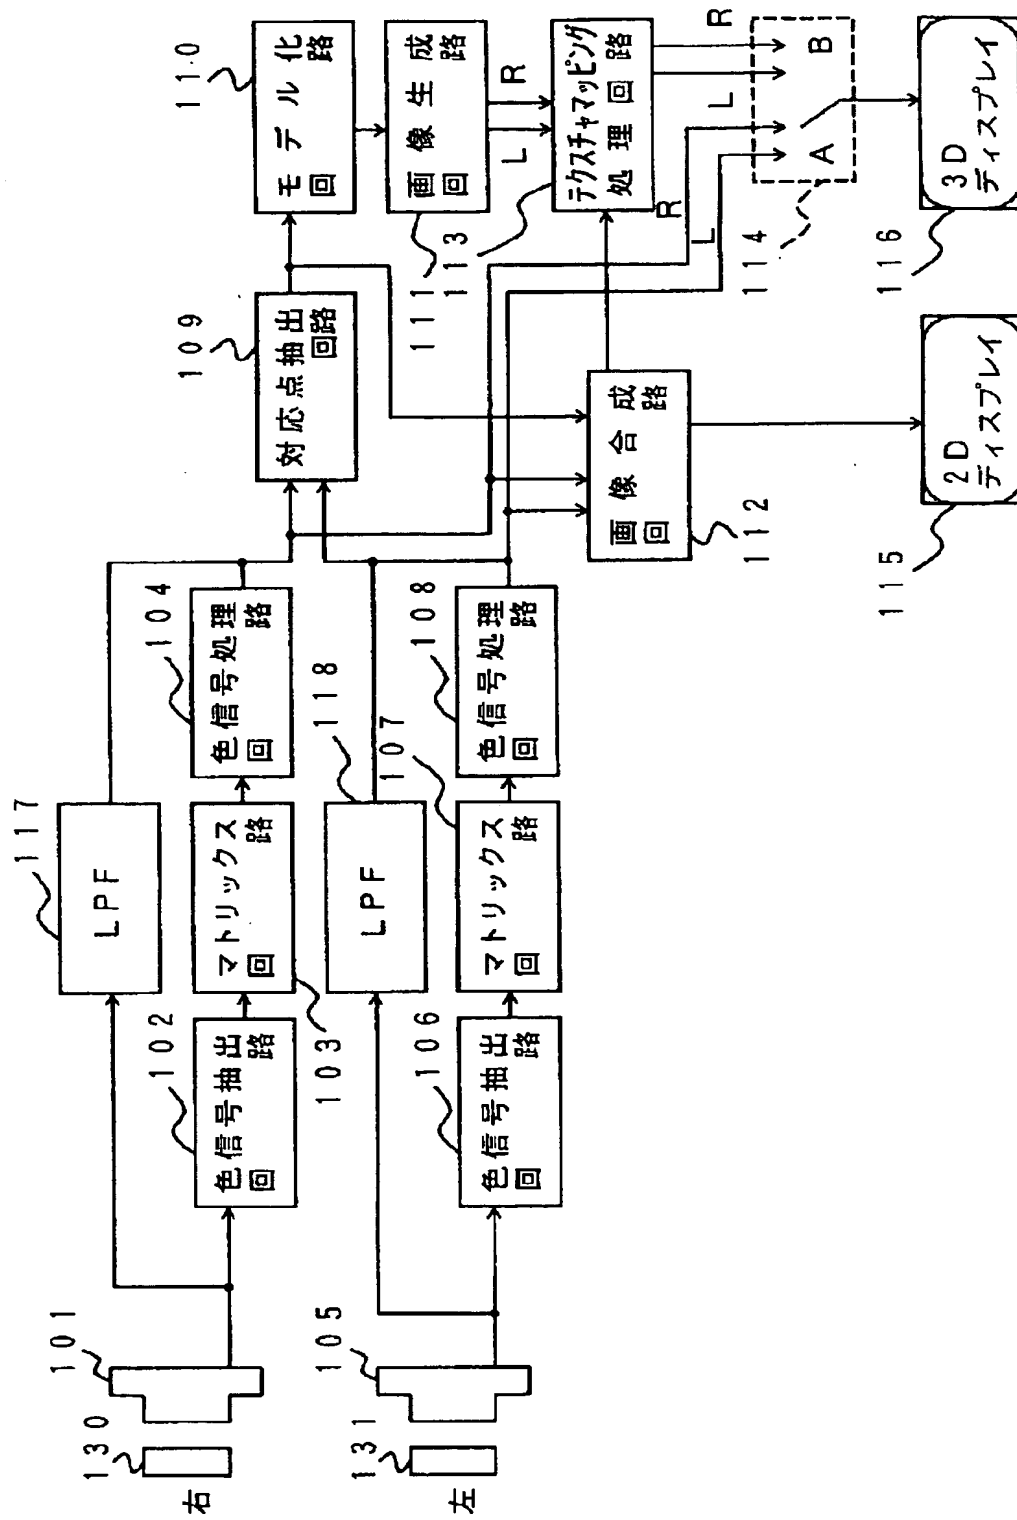 右
130
101
117
LPF
102
色信号抽出
回路
103
マトリックス
回路
104
色信号処理
回路
左
131
105
118
LPF
106
色信号抽出
回路
107
マトリックス
回路
108
色信号処理
回路
109
対応点抽出
回路
110
モデル化
回路
111
画像生成
回路
L
R
112
画像合成
回路
113
テクスチャマッピング
処理回路
R
L
L
R
114
A
B
115
2D
ディスプレイ
116
3D
ディスプレイ